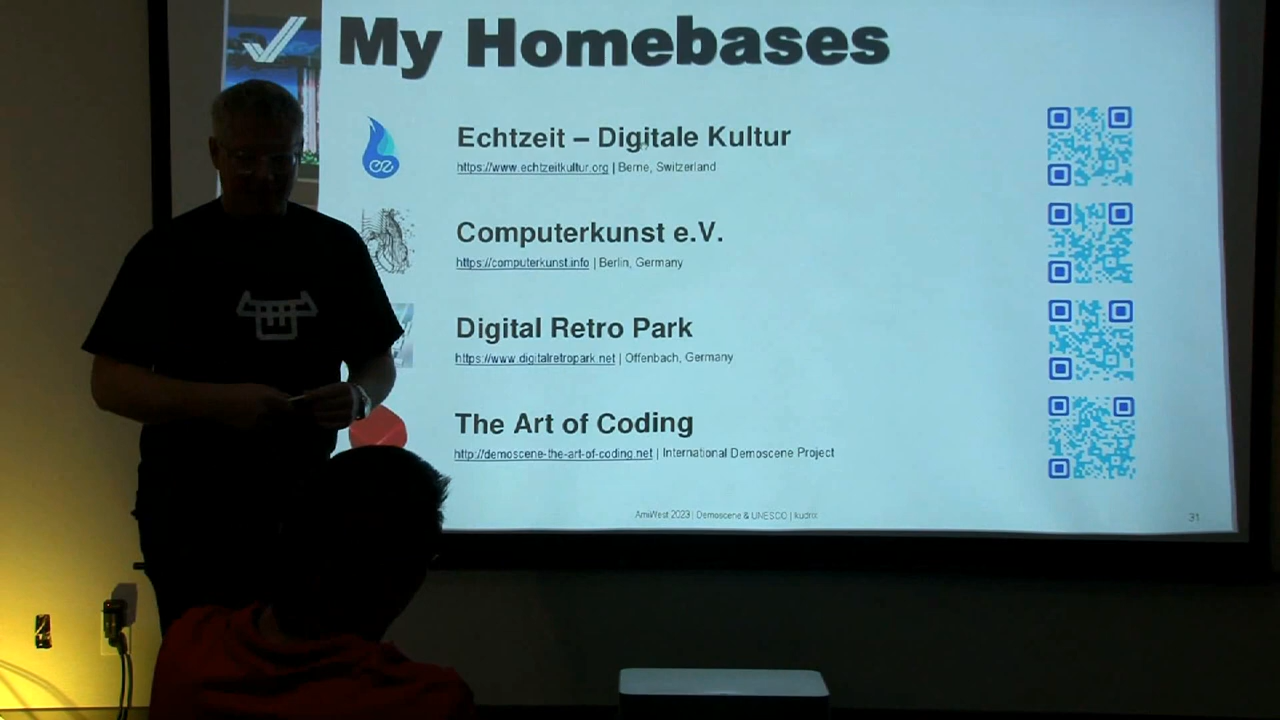 My Homebases
Echtzeit – Digitale Kultur
https://www.echtzeitkultur.org | Berne, Switzerland
Computerkunst e.V.
https://computerkunst.info | Berlin, Germany
Digital Retro Park
https://www.digitalretropark.net | Offenbach, Germany
The Art of Coding
http://demoscene-the-art-of-coding.net | International Demoscene Project
AmiWest 2023 | Demoscene & UNESCO | kudrix
31